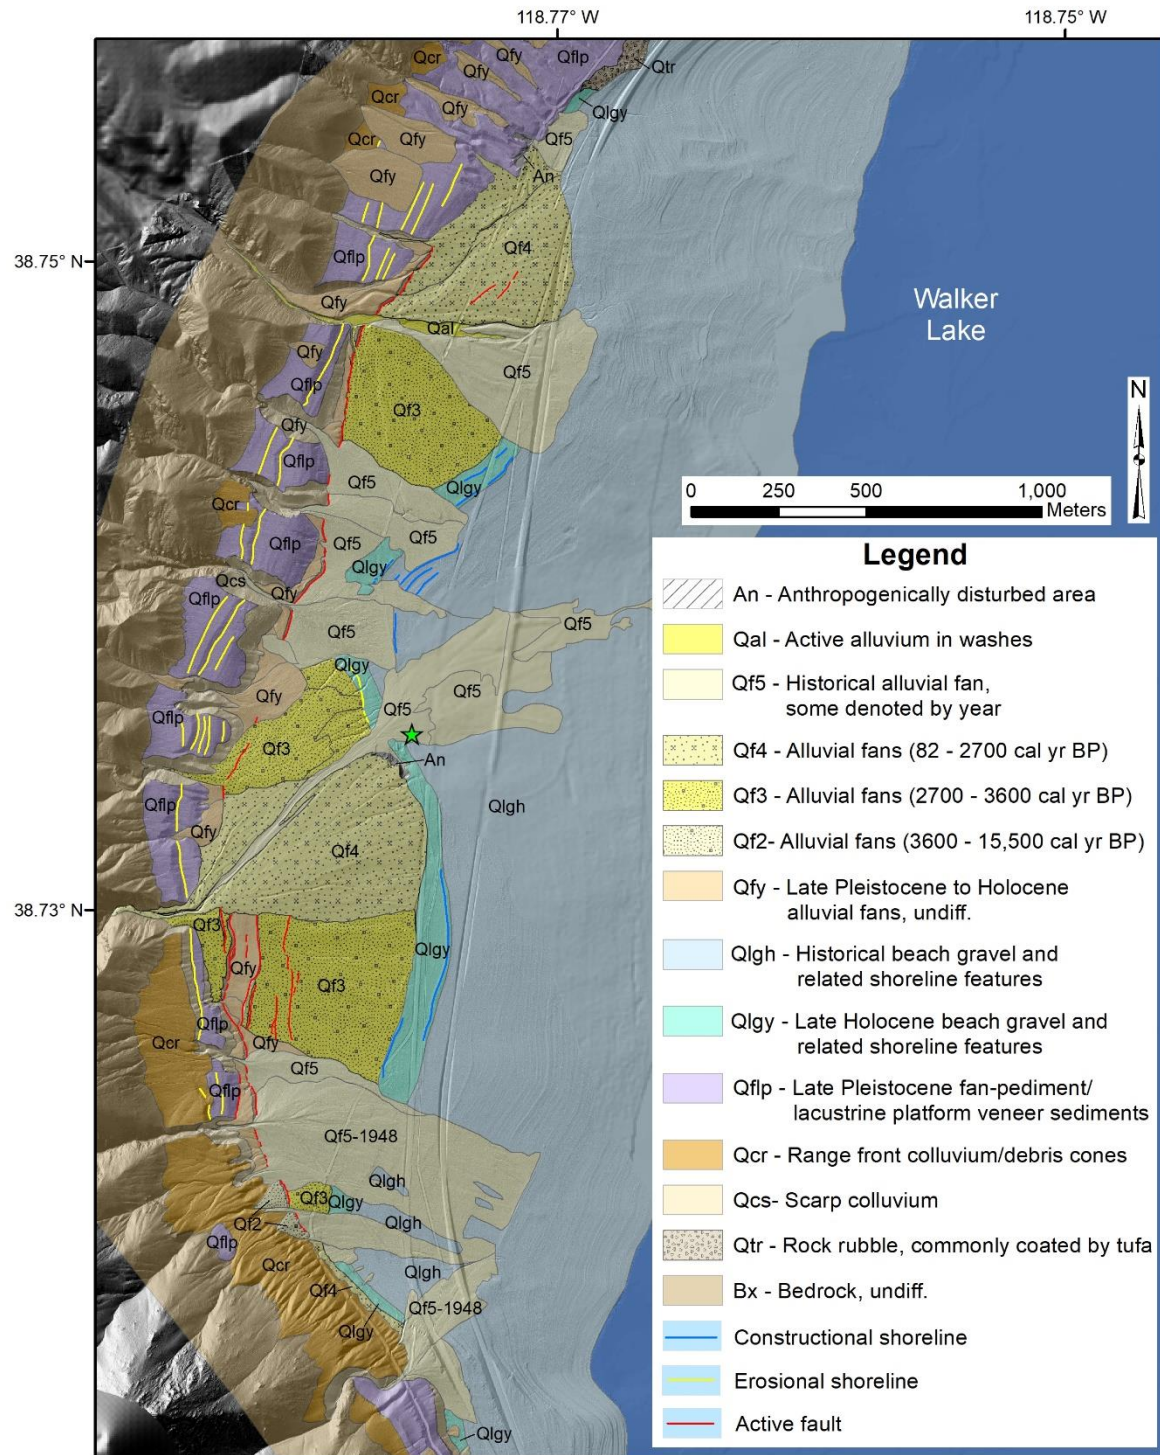 118.77° W
118.75° W
Qcr
Qfy
Qflp
Qtr
Qcr
Qfy
Qlgy
Qcr
Qfy
Qf5
Qfy
An
Qf4
Qflp
38.75° N
Walker
Lake
Qfy
Qal
Qfy
Qf5
Qflp
Qf3
N
Qfy
Qflp
Qf5
Qlgy
0 250 500 1,000
Meters
Qcr
Qf5
Qflp
Qf5
Qlgy
Qcs
Qfy
Qflp
Qf5
Qf5
Qlgy
Qfy
Qf5
Qflp
Qf5
Qf3
An
Qflp
Qlgh
Qfy
Qf4
38.73° N
Qf3
Qlgy
Qfy
Qf3
Qflp
Qcr
Qfy
Qf5
Qflp
Qf5-1948
Qlgh
Qf3
Qlgy
Qf2
Qlgh
Qflp
Qcr
Qlgh
Qf4
Qf5-1948
Qlgy
Qlgy
Legend
An - Anthropogenically disturbed area
Qal - Active alluvium in washes
Qf5 - Historical alluvial fan,
some denoted by year
Qf4 - Alluvial fans (82 - 2700 cal yr BP)
Qf3 - Alluvial fans (2700 - 3600 cal yr BP)
Qf2- Alluvial fans (3600 - 15,500 cal yr BP)
Qfy - Late Pleistocene to Holocene
alluvial fans, undiff.
Qlgh - Historical beach gravel and
related shoreline features
Qlgy - Late Holocene beach gravel and
related shoreline features
Qflp - Late Pleistocene fan-pediment/
lacustrine platform veneer sediments
Qcr - Range front colluvium/debris cones
Qcs- Scarp colluvium
Qtr - Rock rubble, commonly coated by tufa
Bx - Bedrock, undiff.
Constructional shoreline
Erosional shoreline
Active fault